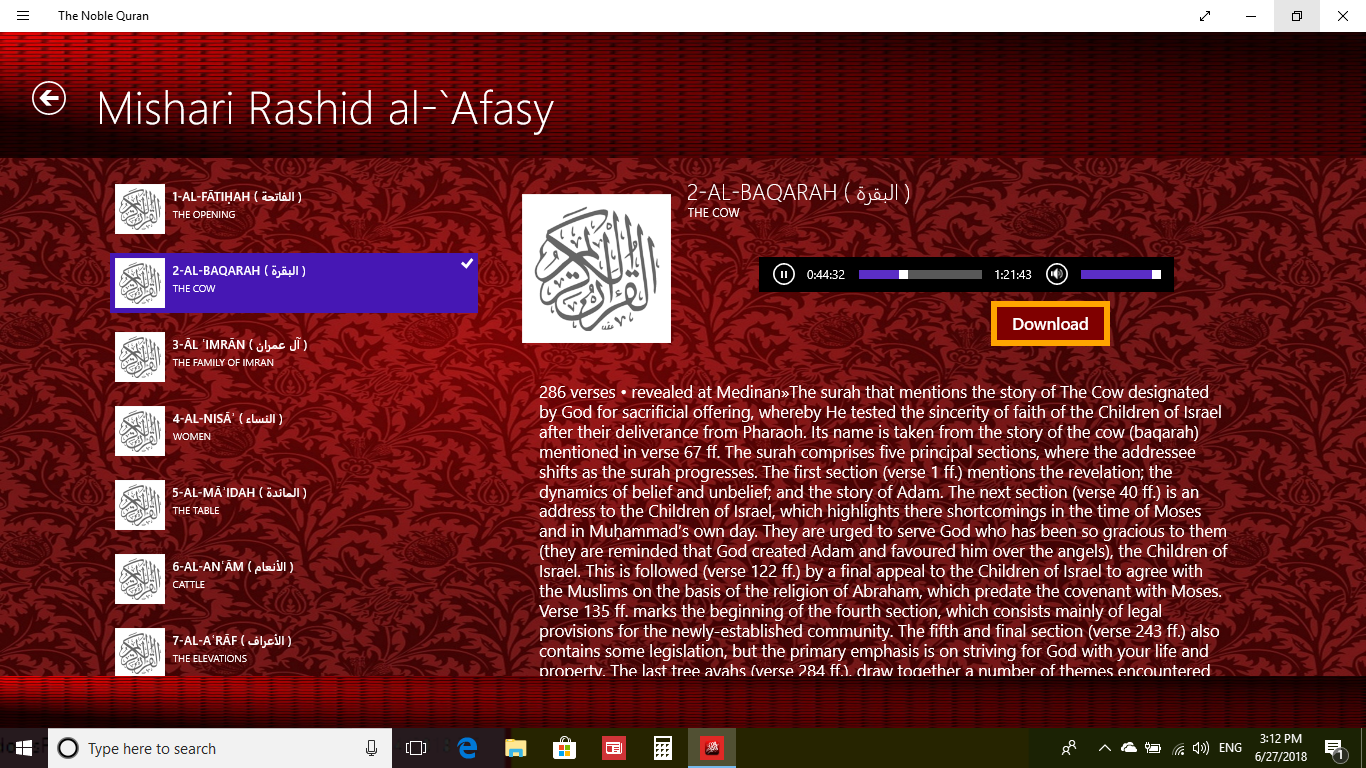 The Noble Quran
Mishari Rashid al-`Afasy
1-AL-FĀTIḤAH ( الفاتحة )
THE OPENING
2-AL-BAQARAH ( البقرة )
THE COW
3-ĀL ʿIMRĀN ( آل عمران )
THE FAMILY OF IMRAN
4-AL-NISĀʾ ( النساء )
WOMEN
5-AL-MĀʾIDAH ( المائدة )
THE TABLE
6-AL-ANʿĀM ( الأنعام )
CATTLE
7-AL-AʿRĀF ( الأعراف )
THE ELEVATIONS
2-AL-BAQARAH ( البقرة )
THE COW
0:44:32 1:21:43
Download
286 verses • revealed at Medinan»The surah that mentions the story of The Cow designated
by God for sacrificial offering, whereby He tested the sincerity of faith of the Children of Israel
after their deliverance from Pharaoh. Its name is taken from the story of the cow (baqarah)
mentioned in verse 67 ff. The surah comprises five principal sections, where the addressee
shifts as the surah progresses. The first section (verse 1 ff.) mentions the revelation; the
dynamics of belief and unbelief; and the story of Adam. The next section (verse 40 ff.) is an
address to the Children of Israel, which highlights there shortcomings in the time of Moses
and in Muḥammad's own day. They are urged to serve God who has been so gracious to them
(they are reminded that God created Adam and favoured him over the angels), the Children of
Israel. This is followed (verse 122 ff.) by a final appeal to the Children of Israel to agree with
the Muslims on the basis of the religion of Abraham, which predate the covenant with Moses.
Verse 135 ff. marks the beginning of the fourth section, which consists mainly of legal
provisions for the newly-established community. The fifth and final section (verse 243 ff.) also
contains some legislation, but the primary emphasis is on striving for God with your life and
property. The last tree ayahs (verse 284 ff.), draw together a number of themes encountered
Type here to search
ENG
3:12 PM
6/27/2018
1